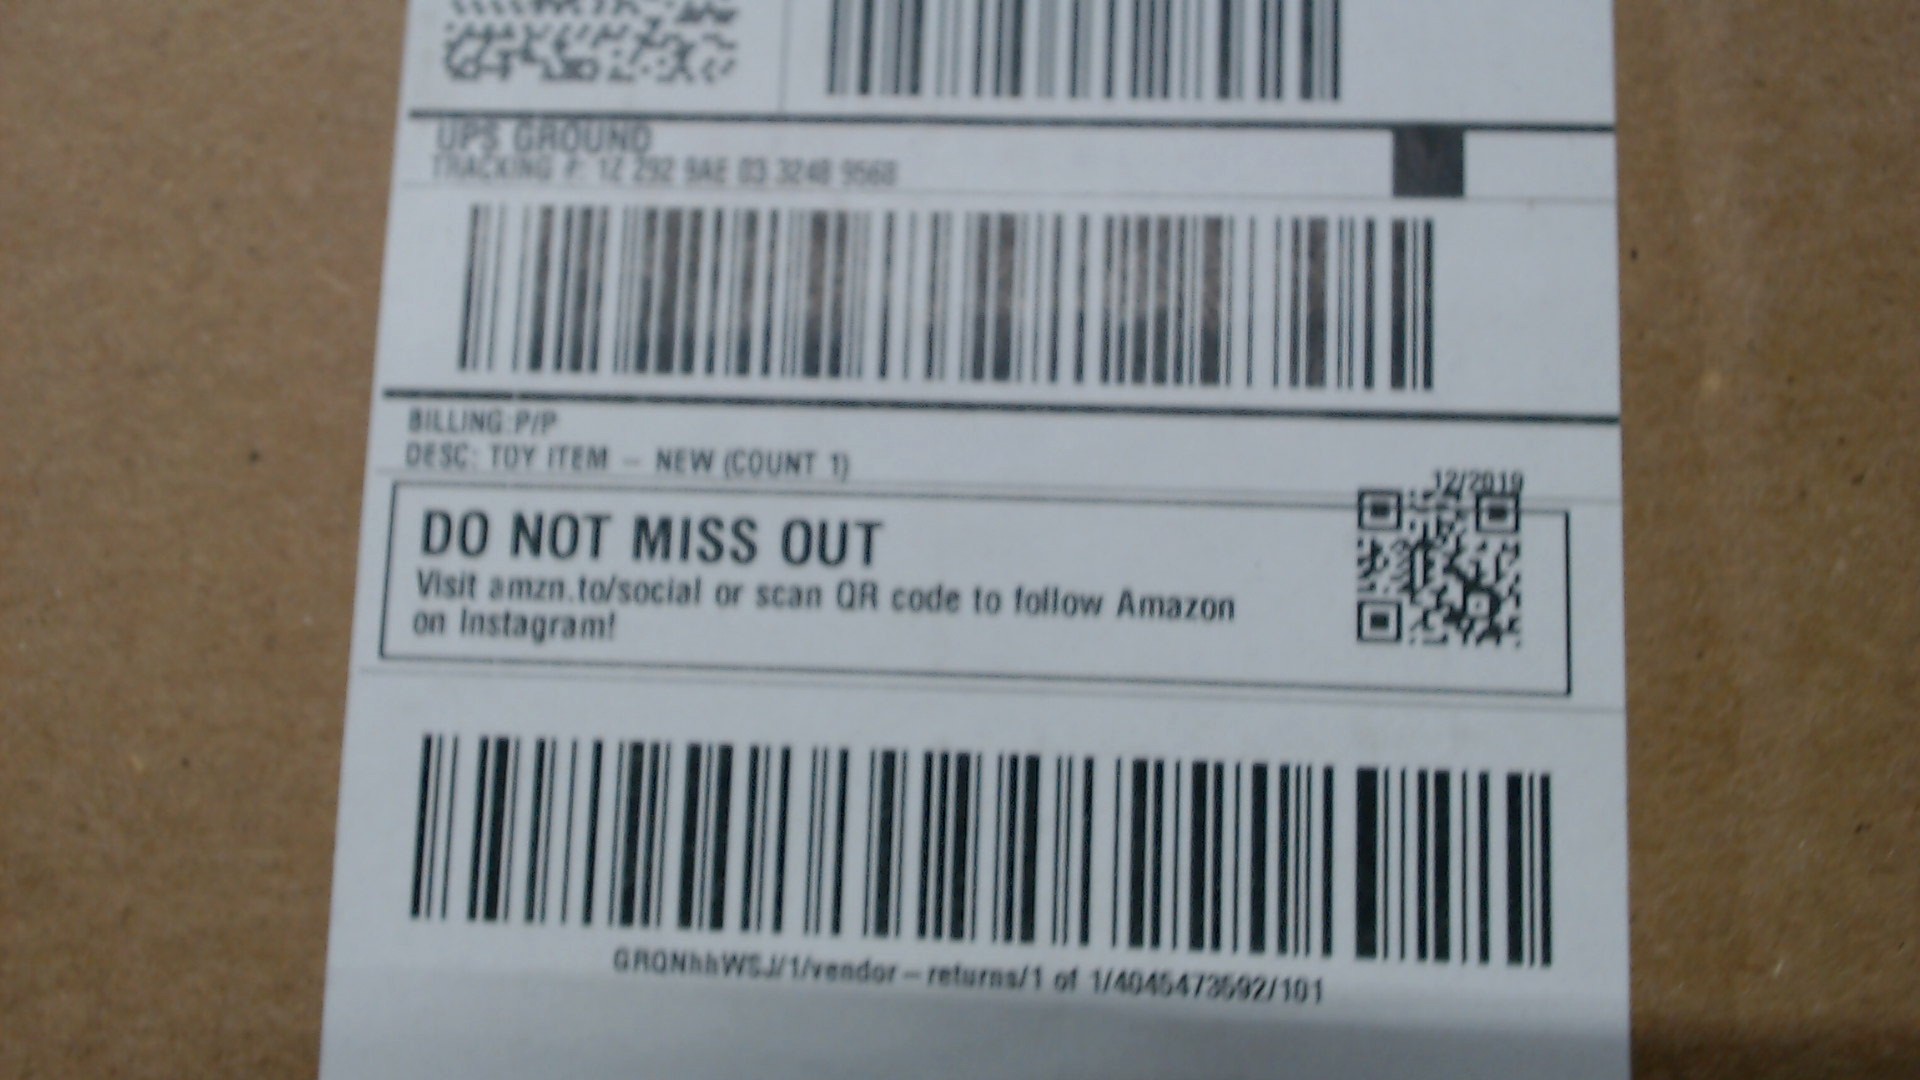 UPS GROUND
TRACKING #: 1Z 292 9AE 03 3248 9560
BILLING:P/P
DESC: TOY ITEM – NEW (COUNT 1)
12/2019
DO NOT MISS OUT
Visit amzn.to/social or scan QR code to follow Amazon
on Instagram!
GRQNhhWSJ/1/vendor – returns/1 of 1/4045473592/101